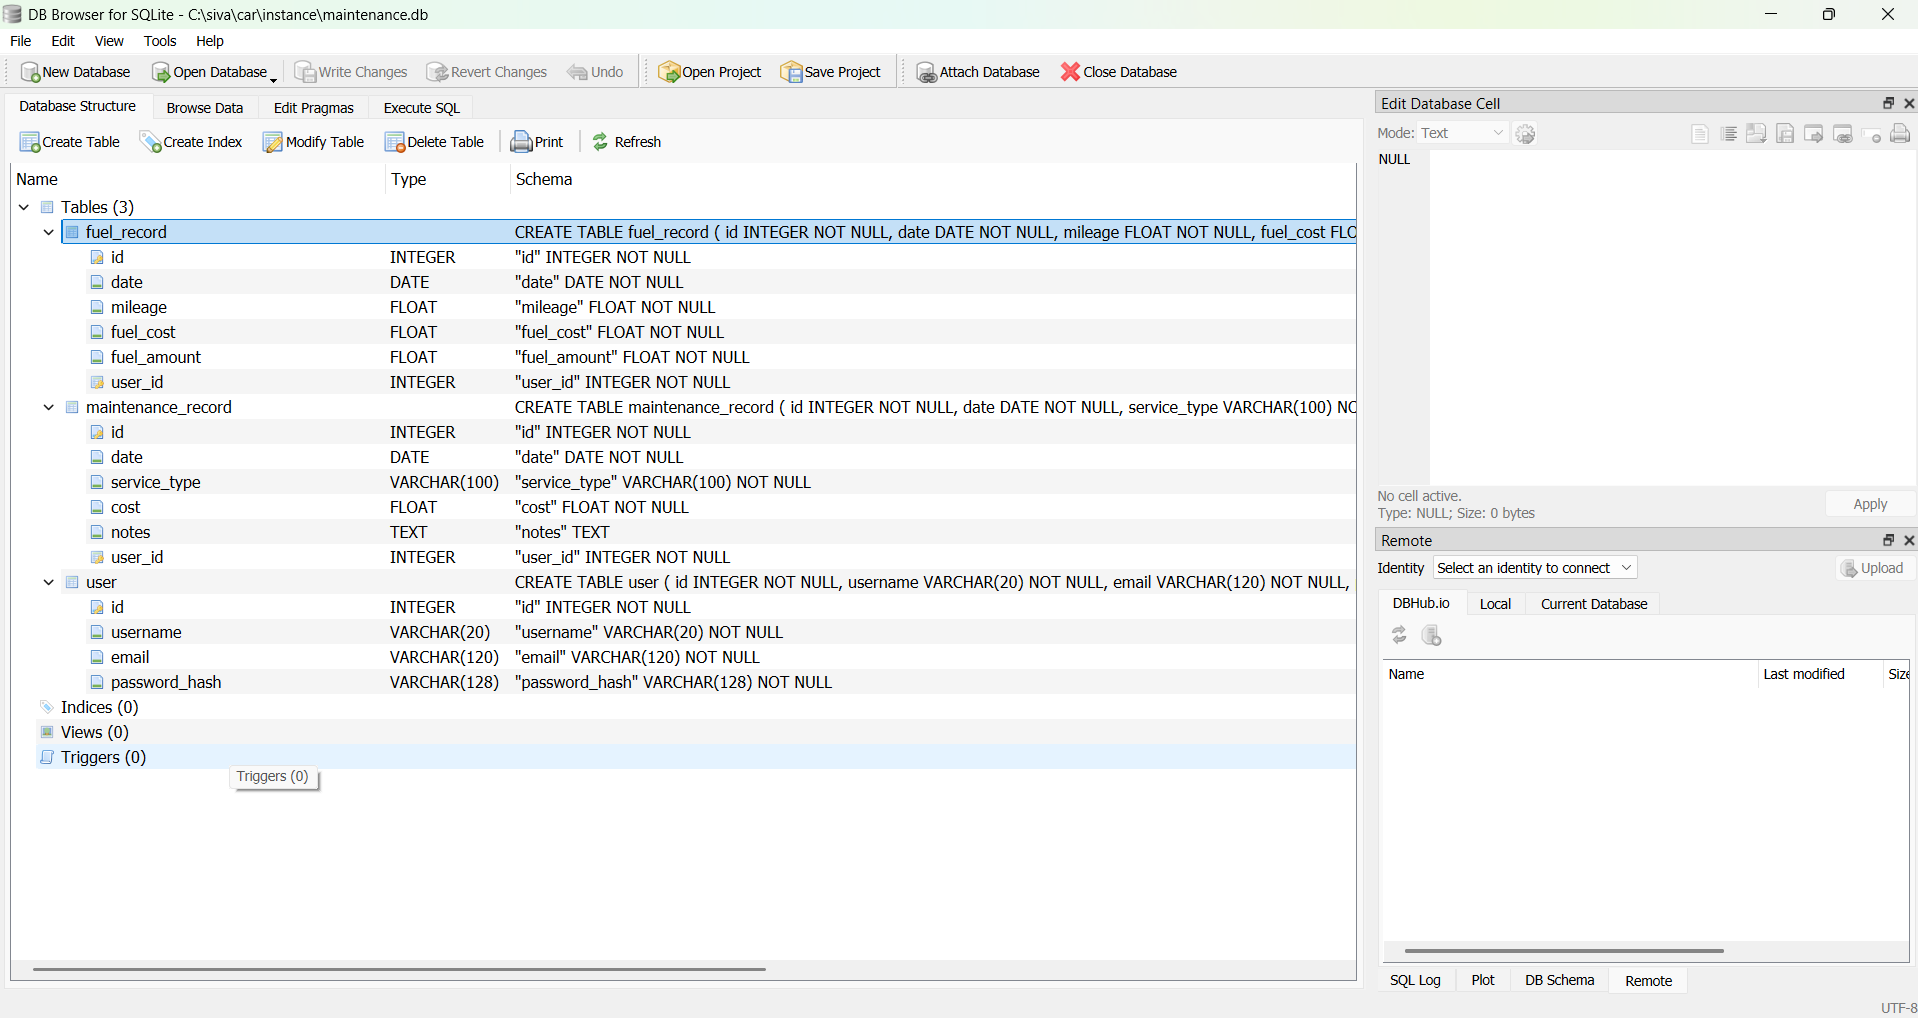 DB Browser for SQLite - C:\siva\car\instance\maintenance.db
File Edit View Tools Help
New Database Open Database Write Changes Revert Changes Undo Open Project Save Project Attach Database Close Database
Database Structure Browse Data Edit Pragmas Execute SQL
Create Table Create Index Modify Table Delete Table Print Refresh
Name Type Schema
Tables (3)
fuel_record CREATE TABLE fuel_record ( id INTEGER NOT NULL, date DATE NOT NULL, mileage FLOAT NOT NULL, fuel_cost FLO
id INTEGER "id" INTEGER NOT NULL
date DATE "date" DATE NOT NULL
mileage FLOAT "mileage" FLOAT NOT NULL
fuel_cost FLOAT "fuel_cost" FLOAT NOT NULL
fuel_amount FLOAT "fuel_amount" FLOAT NOT NULL
user_id INTEGER "user_id" INTEGER NOT NULL
maintenance_record CREATE TABLE maintenance_record ( id INTEGER NOT NULL, date DATE NOT NULL, service_type VARCHAR(100) NO
id INTEGER "id" INTEGER NOT NULL
date DATE "date" DATE NOT NULL
service_type VARCHAR(100) "service_type" VARCHAR(100) NOT NULL
cost FLOAT "cost" FLOAT NOT NULL
notes TEXT "notes" TEXT
user_id INTEGER "user_id" INTEGER NOT NULL
user CREATE TABLE user ( id INTEGER NOT NULL, username VARCHAR(20) NOT NULL, email VARCHAR(120) NOT NULL,
id INTEGER "id" INTEGER NOT NULL
username VARCHAR(20) "username" VARCHAR(20) NOT NULL
email VARCHAR(120) "email" VARCHAR(120) NOT NULL
password_hash VARCHAR(128) "password_hash" VARCHAR(128) NOT NULL
Indices (0)
Views (0)
Triggers (0)
Triggers (0)
Edit Database Cell
Mode: Text
NULL
No cell active.
Type: NULL; Size: 0 bytes
Apply
Remote
Identity Select an identity to connect Upload
DBHub.io Local Current Database
Name Last modified Size
SQL Log Plot DB Schema Remote
UTF-8